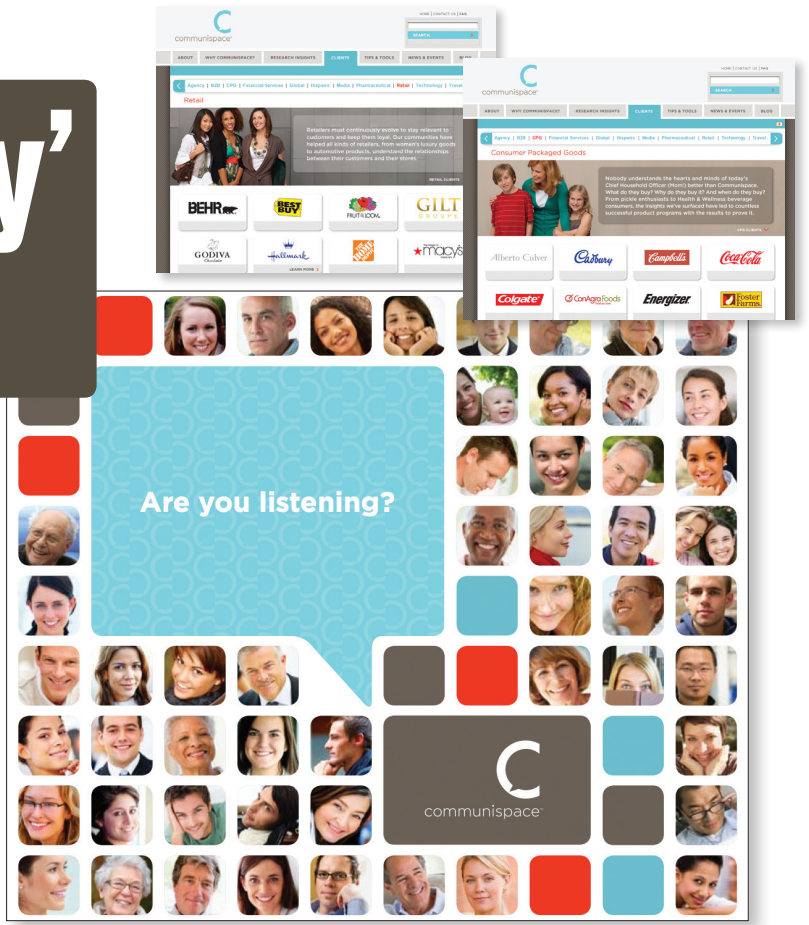 communispace
HOME | CONTACT US | FAQ
SEARCH
ABOUT
WHY COMMUNISPACE?
RESEARCH INSIGHTS
CLIENTS
TIPS & TOOLS
NEWS & EVENTS
BLOG
Agency | B2B | CPG | Financial Services | Global | Hispanic | Media | Pharmaceutical | Retail | Technology | Travel
Retail
Retailers must continuously evolve to stay relevant to
customers and keep them loyal. Our communities have
helped all kinds of retailers, from women's luxury goods
to automotive products, understand the relationships
between their customers and their stores.
RETAIL CLIENTS
BEHR
BEST BUY
FRUIT OF THE LOOM
GILT
GROUPE
GODIVA
Chocolatier
Hallmark
LEARN MORE
THE HOME DEPOT
macy's
communispace
HOME | CONTACT US | FAQ
SEARCH
ABOUT
WHY COMMUNISPACE?
RESEARCH INSIGHTS
CLIENTS
TIPS & TOOLS
NEWS & EVENTS
BLOG
Agency | B2B | CPG | Financial Services | Global | Hispanic | Media | Pharmaceutical | Retail | Technology | Travel
Consumer Packaged Goods
Nobody understands the hearts and minds of today's
Chief Household Officer (Mom!) better than Communispace.
What do they buy? Why do they buy it? And when do they buy?
From pickle enthusiasts to Health & Wellness beverage
consumers, the insights we've surfaced have led to countless
successful product programs with the results to prove it.
CPG CLIENTS
Alberto Culver
Cadbury
Campbell's
Coca-Cola
Colgate
ConAgra Foods
Energizer
Foster Farms
y'
Are you listening?
communispace